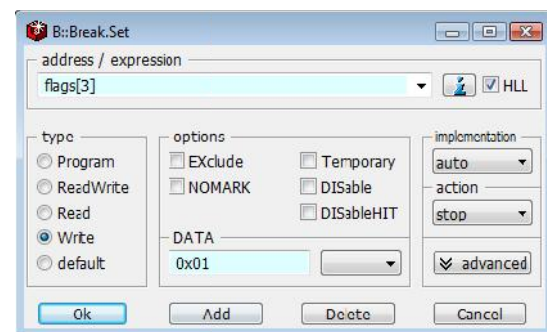 B::Break.Set
address / expression
flags[3]
HLL
type
options
implementation
Program
EXclude
Temporary
auto
ReadWrite
NOMARK
DISable
action
Read
DISableHIT
stop
Write
DATA
default
0x01
advanced
Ok
Add
Delete
Cancel